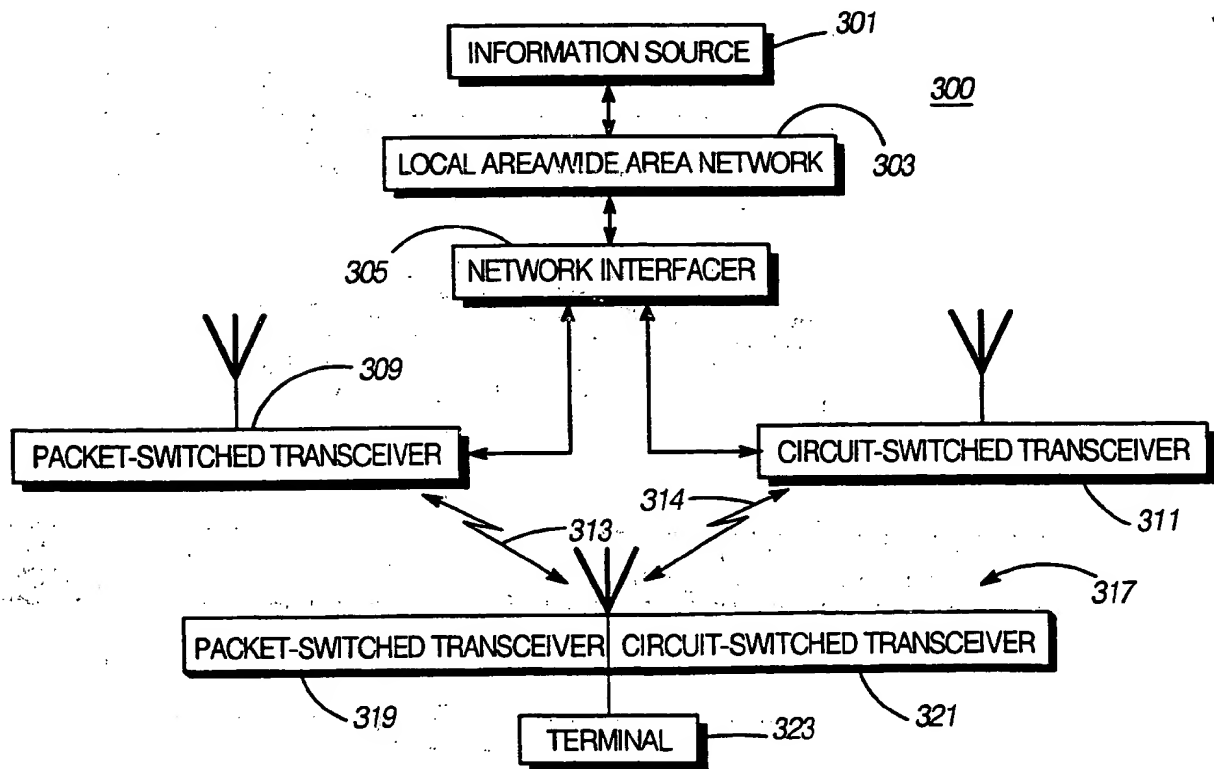 INFORMATION SOURCE
301
300
LOCAL AREA/WIDE AREA NETWORK
303
305
NETWORK INTERFACER
309
PACKET-SWITCHED TRANSCEIVER
CIRCUIT-SWITCHED TRANSCEIVER
311
313
314
317
PACKET-SWITCHED TRANSCEIVER
CIRCUIT-SWITCHED TRANSCEIVER
319
321
TERMINAL
323